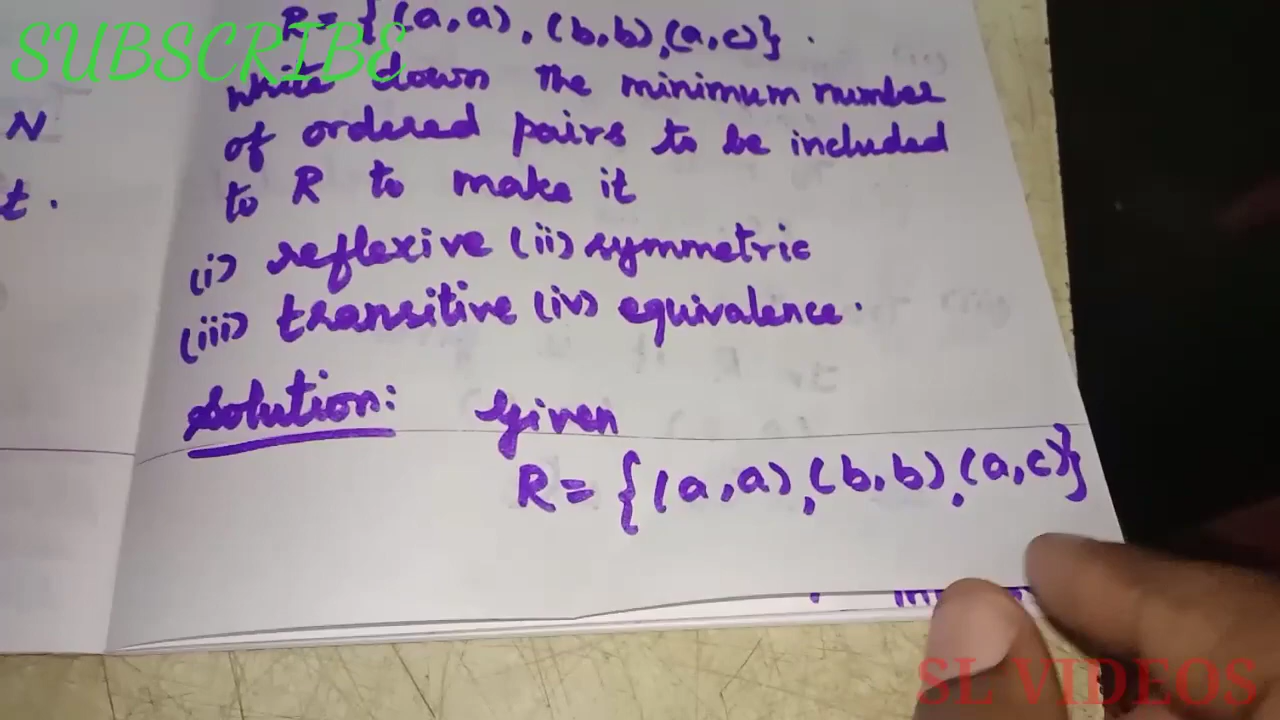 R= {(a,a), (b,b),(a,c)}.
SUBSCRIBE
write down the minimum number
N
of ordered pairs to be included
to R to make it
t.
(i) reflexive (ii) symmetric
(iii) transitive (iv) equivalence.
Solution: Given
R= {(a,a),(b,b),(a,c)}
SL VIDEOS